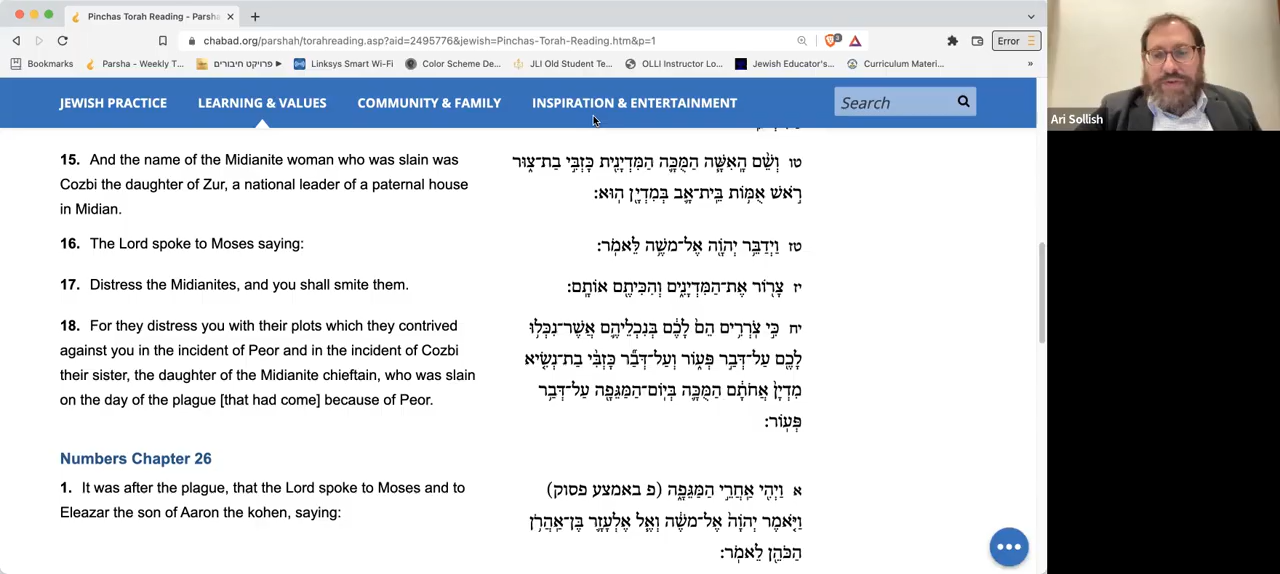 Pinchas Torah Reading - Parsha
chabad.org/parshah/torahreading.asp?aid=2495776&jewish=Pinchas-Torah-Reading.htm&p=1
Error
Bookmarks
Parsha - Weekly T...
פרויקט חיבורים
Linksys Smart Wi-Fi
Color Scheme De...
JLI Old Student Te...
OLLI Instructor Lo...
Jewish Educator's...
Curriculum Materi...
»
JEWISH PRACTICE
LEARNING & VALUES
COMMUNITY & FAMILY
INSPIRATION & ENTERTAINMENT
Search
Ari Sollish
15. And the name of the Midianite woman who was slain was
Cozbi the daughter of Zur, a national leader of a paternal house
in Midian.
טו וְשֵׁ֨ם הָֽאִשָּׁ֧ה הַמֻּכָּ֛ה הַמִּדְיָנִ֖ית כָּזְבִּ֣י בַת־צ֑וּר
רֹ֣אשׁ אֻמּ֥וֹת בֵּֽית־אָ֛ב בְּמִדְיָ֖ן הֽוּא:
16. The Lord spoke to Moses saying:
טז וַיְדַבֵּ֥ר יְהֹוָ֖ה אֶל־משֶׁ֥ה לֵּאמֹֽר:
17. Distress the Midianites, and you shall smite them.
יז צָר֖וֹר אֶת־הַמִּדְיָנִ֑ים וְהִכִּיתֶ֖ם אוֹתָֽם:
18. For they distress you with their plots which they contrived
against you in the incident of Peor and in the incident of Cozbi
their sister, the daughter of the Midianite chieftain, who was slain
on the day of the plague [that had come] because of Peor.
יח כִּ֣י צֹֽרְרִ֥ים הֵם֙ לָכֶ֔ם בְּנִכְלֵיהֶ֛ם אֲשֶׁר־נִכְּל֥וּ
לָכֶ֖ם עַל־דְּבַ֣ר פְּע֑וֹר וְעַל־דְּבַ֞ר כָּזְבִּ֨י בַת־נְשִׂ֤יא
מִדְיָן֙ אֲחֹתָ֔ם הַמֻּכָּ֥ה בְיֽוֹם־הַמַּגֵּפָ֖ה עַל־דְּבַ֥ר
פְּעֽוֹר:
Numbers Chapter 26
1. It was after the plague, that the Lord spoke to Moses and to
Eleazar the son of Aaron the kohen, saying:
א וַיְהִ֖י אַֽחֲרֵ֣י הַמַּגֵּפָ֑ה (פ באמצע פסוק)
וַיֹּ֤אמֶר יְהֹוָה֙ אֶל־משֶׁ֔ה וְאֶ֧ל אֶלְעָזָ֛ר בֶּן־אַֽהֲרֹ֥ן
הַכֹּהֵ֖ן לֵאמֹֽר: